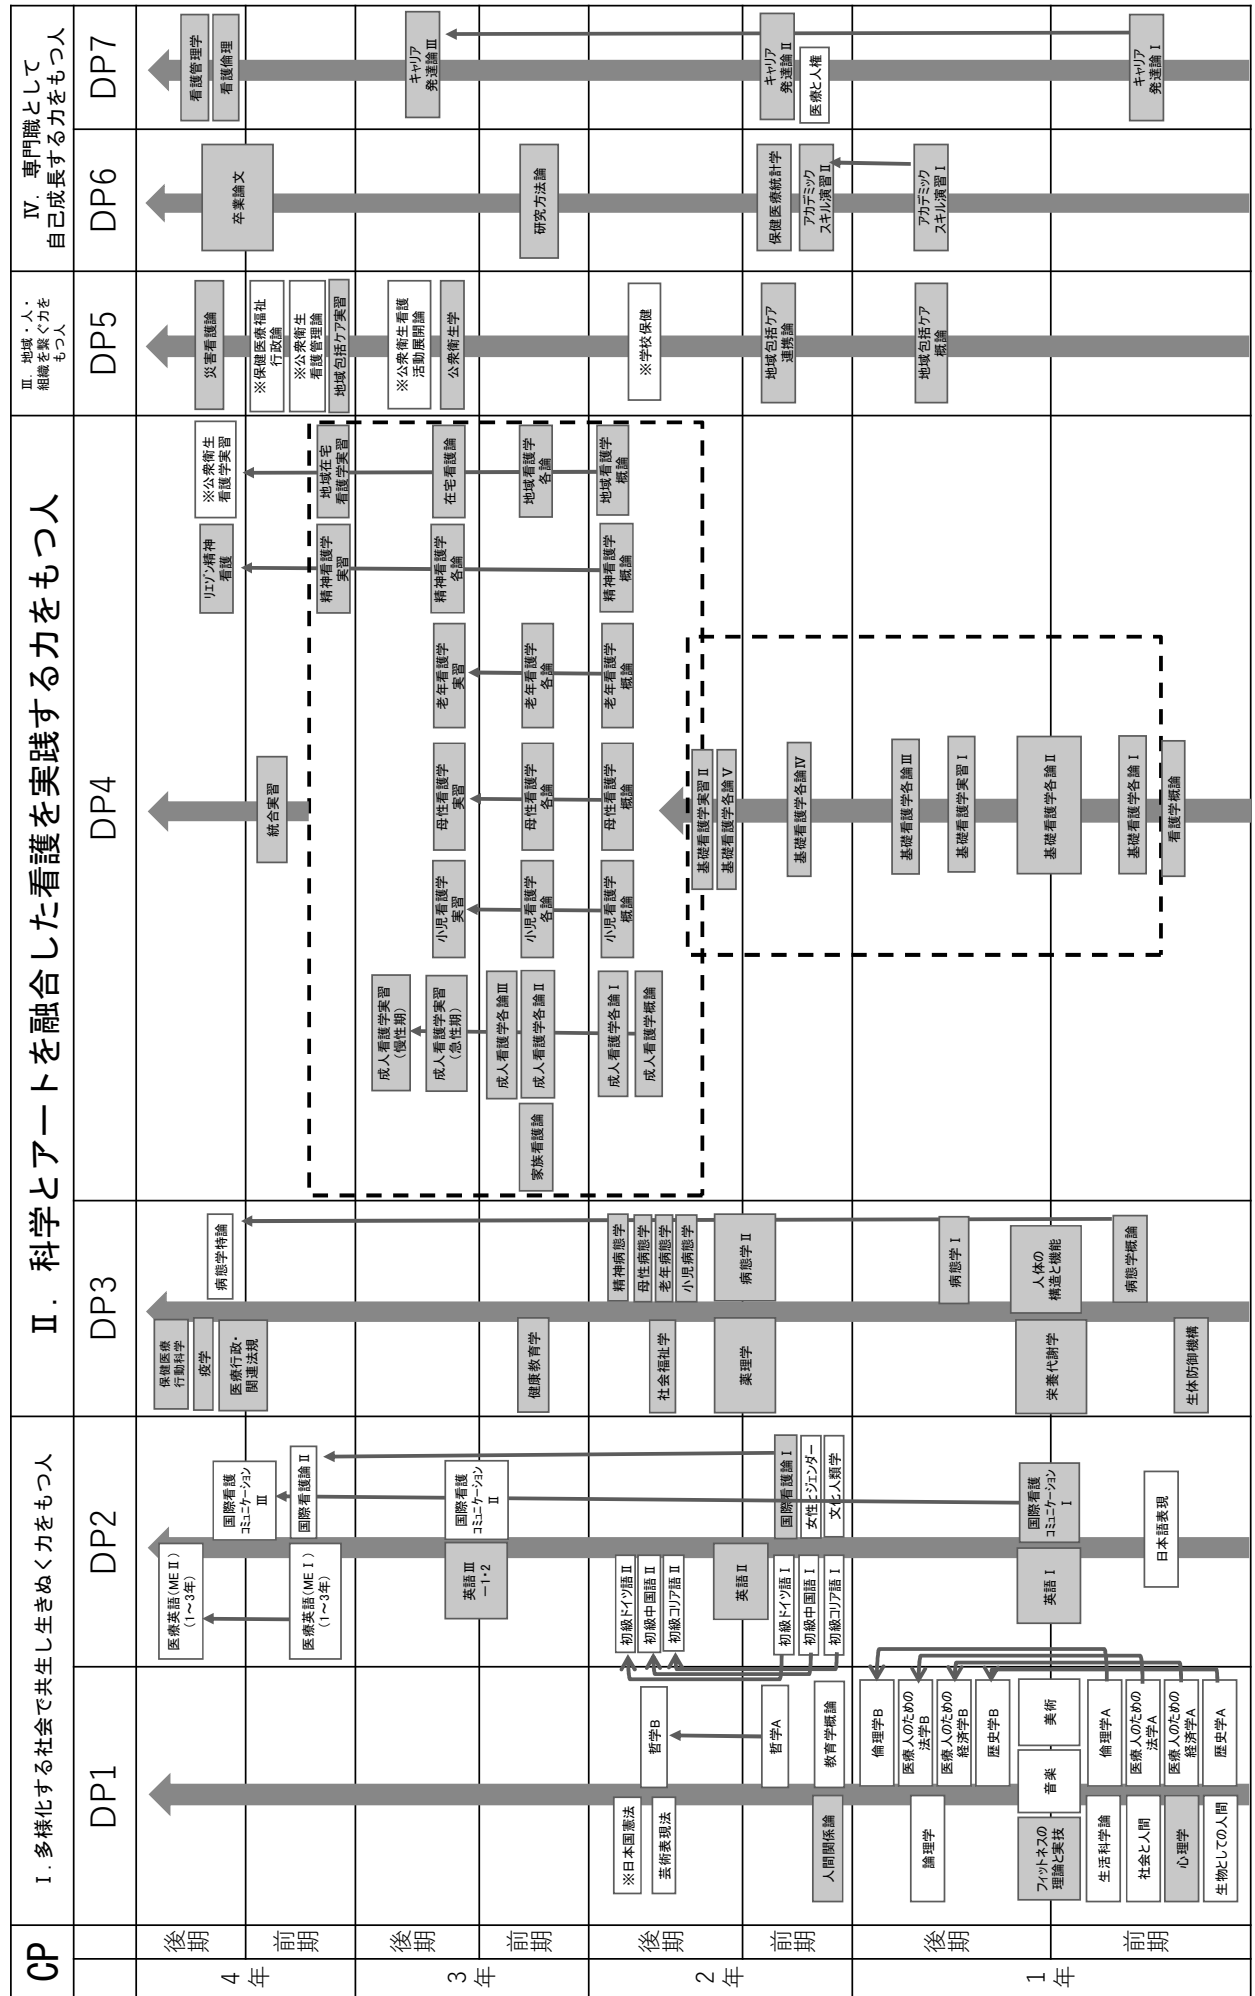 CP
Ⅰ．多様化する社会で共生し生きぬく力をもつ人
Ⅱ．科学とアートを融合した看護を実践する力をもつ人
Ⅲ．地域・人・
組織を繋ぐ力を
もつ人
Ⅳ．専門職として
自己成長する力をもつ人
DP1
DP2
DP3
DP4
DP5
DP6
DP7
4
年
後
期
前
期
3
年
後
期
前
期
2
年
後
期
前
期
1
年
後
期
前
期
※日本国憲法
芸術表現法
哲学B
哲学A
教育学概論
人間関係論
論理学
倫理学B
医療人のための
法学B
医療人のための
経済学B
歴史学B
フィットネスの
理論と実技
音楽
美術
生活科学論
社会と人間
心理学
生物としての人間
倫理学A
医療人のための
法学A
医療人のための
経済学A
歴史学A
医療英語（ME Ⅱ）
（1～3年）
医療英語（ME Ⅰ）
（1～3年）
国際看護
コミュニケーション
Ⅲ
国際看護論Ⅱ
英語Ⅲ
－1・2
国際看護
コミュニケーション
Ⅱ
初級ドイツ語Ⅱ
初級中国語Ⅱ
初級コリア語Ⅱ
英語Ⅱ
初級ドイツ語Ⅰ
初級中国語Ⅰ
初級コリア語Ⅰ
国際看護論Ⅰ
女性とジェンダー
文化人類学
英語Ⅰ
国際看護
コミュニケーション
Ⅰ
日本語表現
保健医療
行動科学
疫学
医療行政・
関連法規
病態学特論
健康教育学
社会福祉学
精神病態学
母性病態学
老年病態学
小児病態学
薬理学
病態学Ⅱ
病態学Ⅰ
栄養代謝学
人体の
構造と機能
病態学概論
生体防御機構
統合実習
リエゾン精神
看護
※公衆衛生
看護学実習
精神看護学
実習
地域在宅
看護学実習
成人看護学実習
（慢性期）
成人看護学実習
（急性期）
小児看護学
実習
母性看護学
実習
老年看護学
実習
精神看護学
各論
在宅看護論
家族看護論
成人看護学各論Ⅲ
成人看護学各論Ⅱ
小児看護学
各論
母性看護学
各論
老年看護学
各論
地域看護学
各論
成人看護学各論Ⅰ
成人看護学概論
小児看護学
概論
母性看護学
概論
老年看護学
概論
精神看護学
概論
地域看護学
概論
基礎看護学実習Ⅱ
基礎看護学各論Ⅴ
基礎看護学各論Ⅳ
基礎看護学各論Ⅲ
基礎看護学実習Ⅰ
基礎看護学各論Ⅱ
基礎看護学各論Ⅰ
看護学概論
災害看護論
※保健医療福祉
行政論
※公衆衛生
看護管理論
地域包括ケア実習
※公衆衛生看護
活動展開論
公衆衛生学
※学校保健
地域包括ケア
連携論
地域包括ケア
概論
卒業論文
研究方法論
保健医療統計学
アカデミック
スキル演習Ⅱ
アカデミック
スキル演習Ⅰ
看護管理学
看護倫理
キャリア
発達論Ⅲ
キャリア
発達論Ⅱ
医療と人権
キャリア
発達論Ⅰ